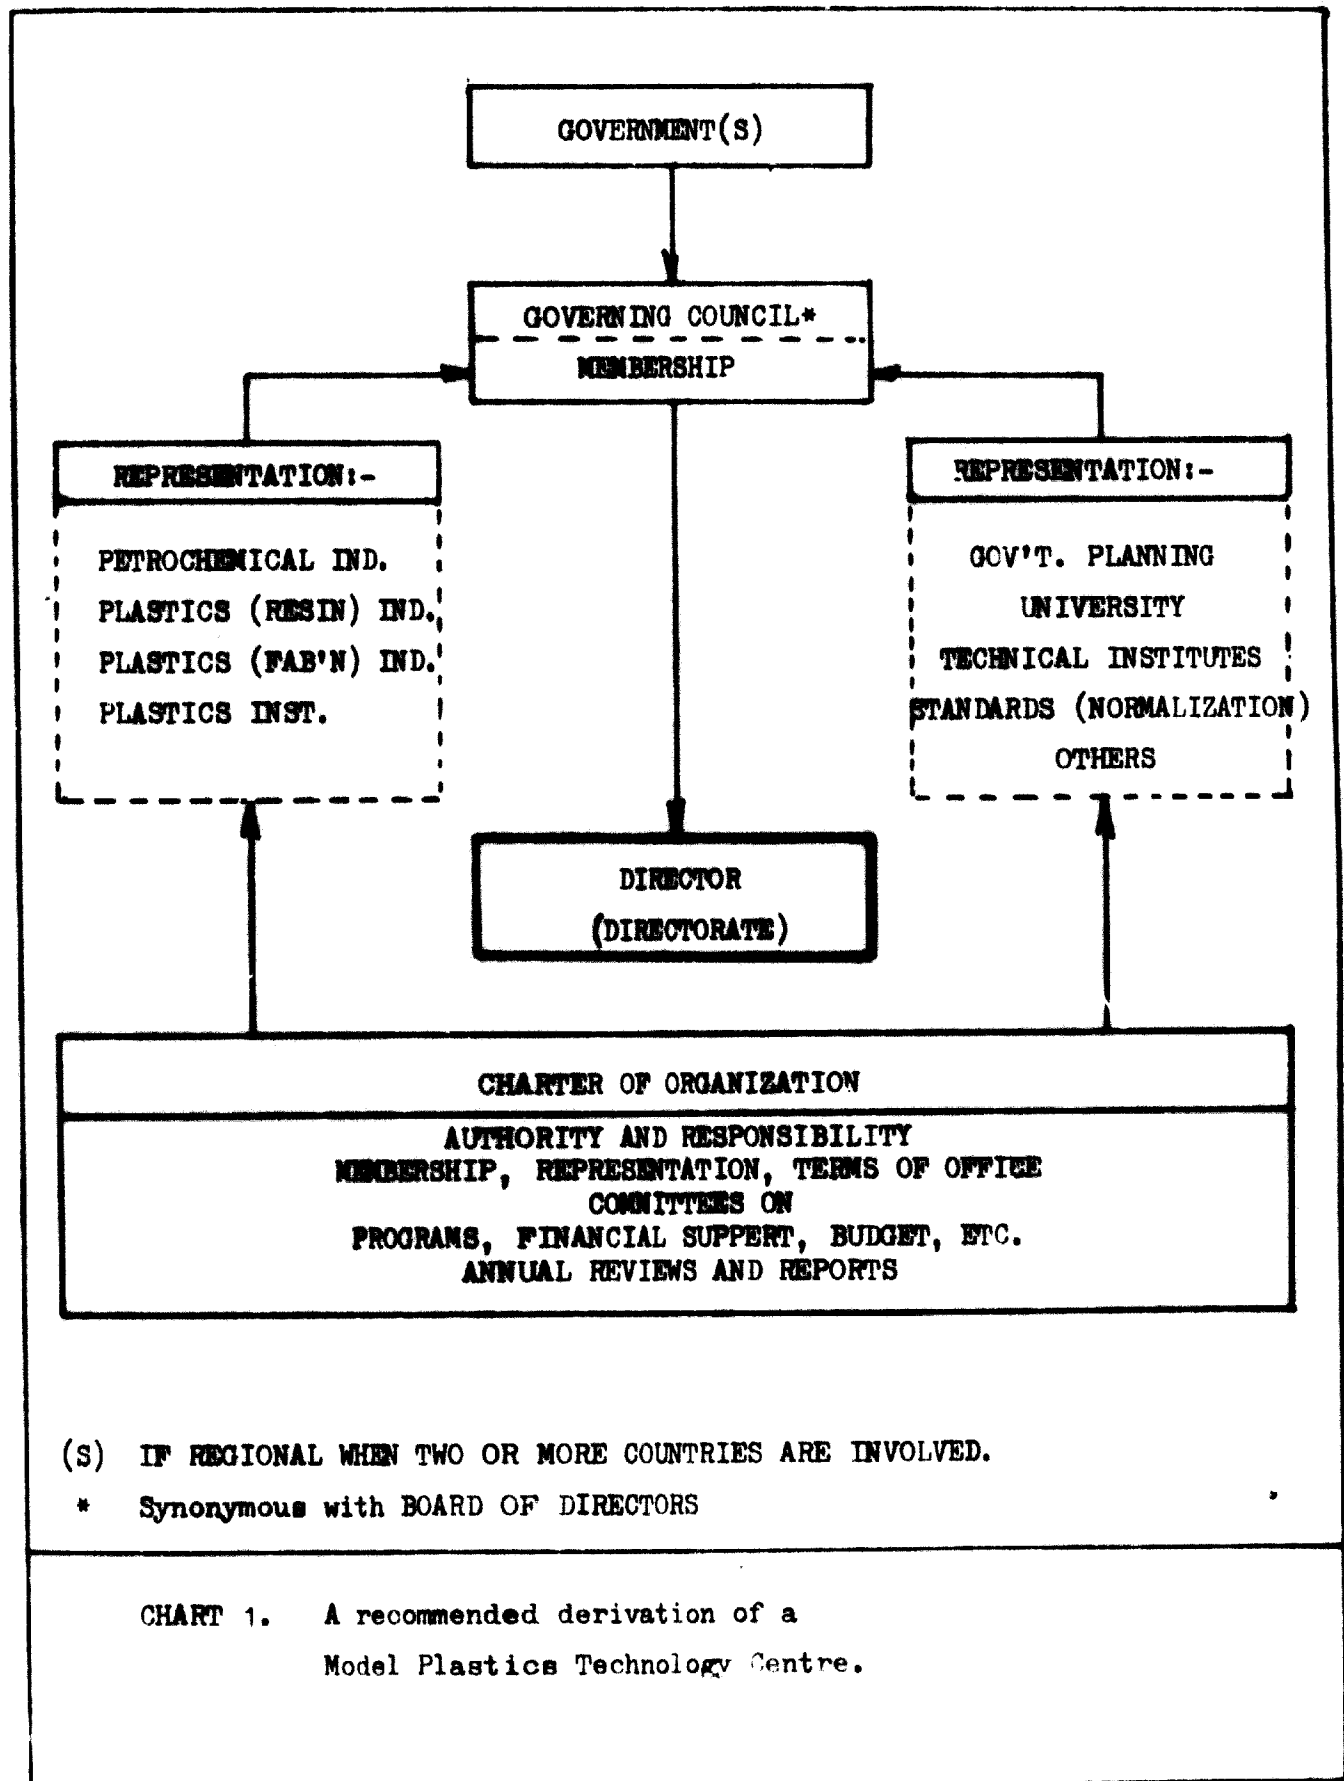 GOVERNMENT(S)
GOVERNING COUNCIL*
MEMBERSHIP
REPRESENTATION:-
PETROCHEMICAL IND.
PLASTICS (RESIN) IND.
PLASTICS (FAB'N) IND.
PLASTICS INST.
REPRESENTATION:-
GOV'T. PLANNING
UNIVERSITY
TECHNICAL INSTITUTES
STANDARDS (NORMALIZATION)
OTHERS
DIRECTOR
(DIRECTORATE)
CHARTER OF ORGANIZATION
AUTHORITY AND RESPONSIBILITY
MEMBERSHIP, REPRESENTATION, TERMS OF OFFICE
COMMITTEES ON
PROGRAMS, FINANCIAL SUPPERT, BUDGET, ETC.
ANNUAL REVIEWS AND REPORTS
(S) IF REGIONAL WHEN TWO OR MORE COUNTRIES ARE INVOLVED.
* Synonymous with BOARD OF DIRECTORS
CHART 1. A recommended derivation of a
Model Plastics Technology Centre.